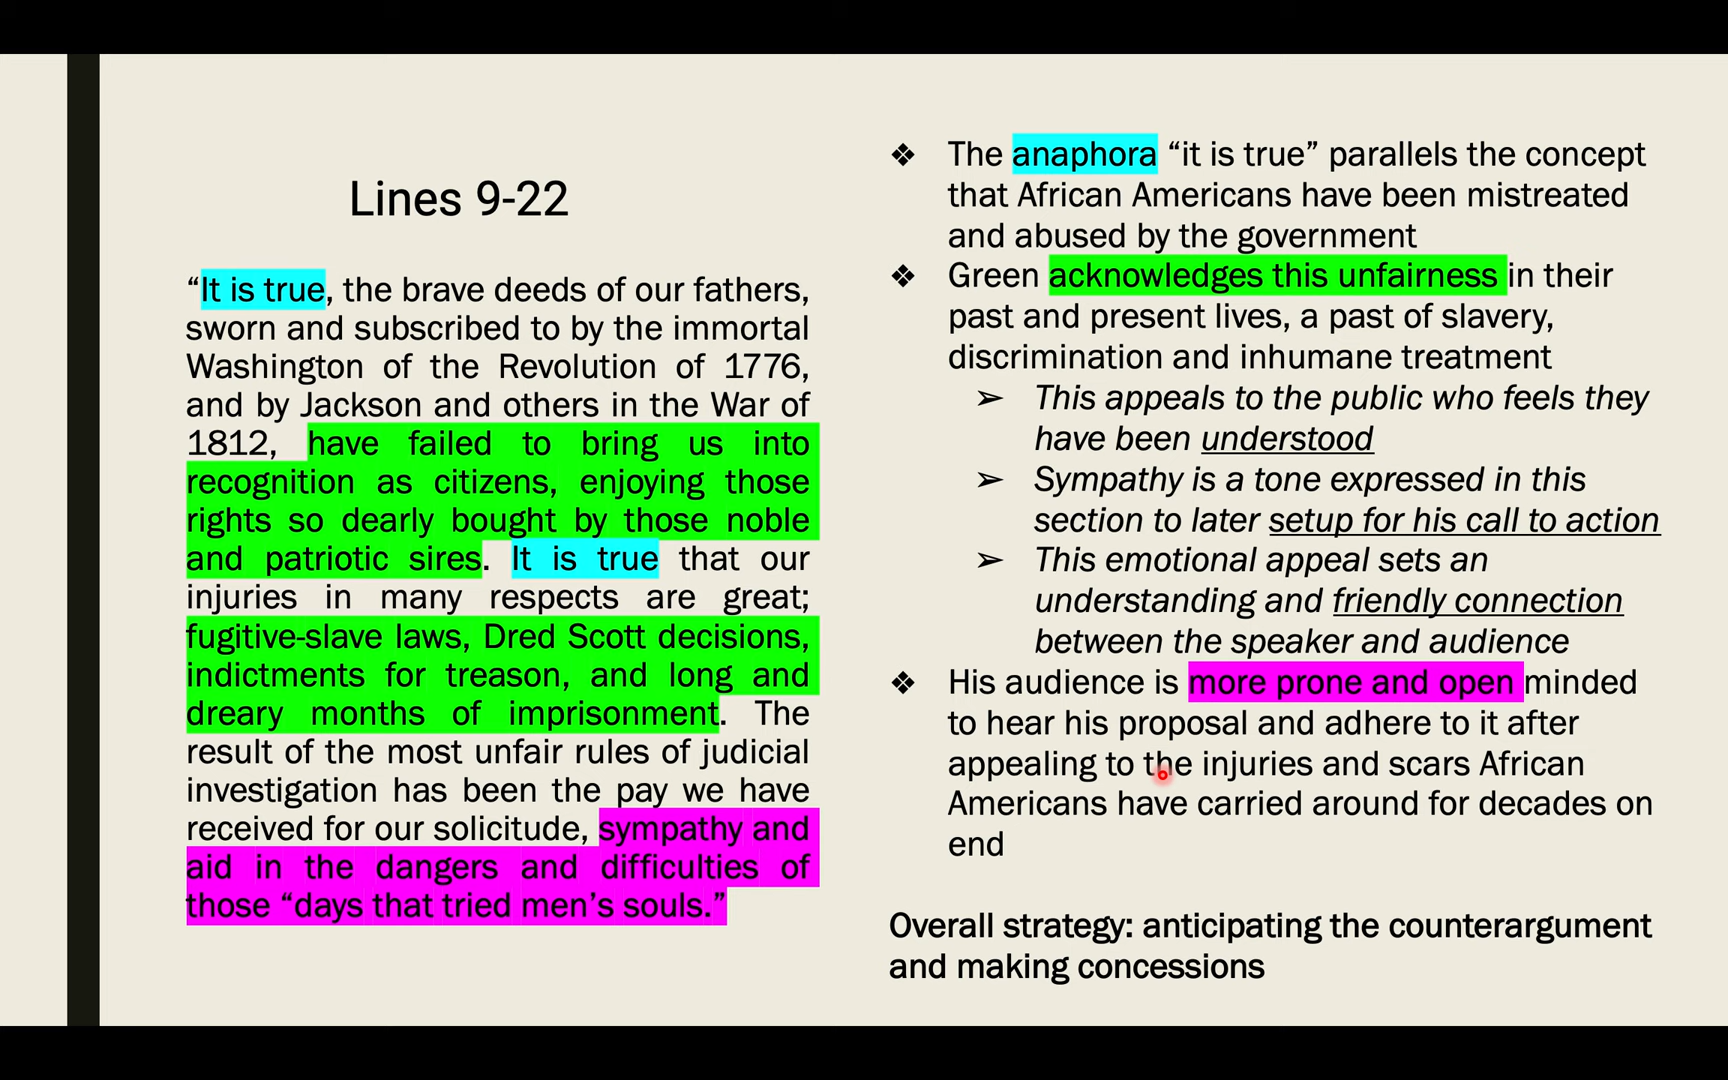 Lines 9-22
“It is true, the brave deeds of our fathers,
sworn and subscribed to by the immortal
Washington of the Revolution of 1776,
and by Jackson and others in the War of
1812, have failed to bring us into
recognition as citizens, enjoying those
rights so dearly bought by those noble
and patriotic sires. It is true that our
injuries in many respects are great;
fugitive-slave laws, Dred Scott decisions,
indictments for treason, and long and
dreary months of imprisonment. The
result of the most unfair rules of judicial
investigation has been the pay we have
received for our solicitude, sympathy and
aid in the dangers and difficulties of
those “days that tried men’s souls.”
❖ The anaphora “it is true” parallels the concept
that African Americans have been mistreated
and abused by the government
❖ Green acknowledges this unfairness in their
past and present lives, a past of slavery,
discrimination and inhumane treatment
➢ This appeals to the public who feels they
have been understood
➢ Sympathy is a tone expressed in this
section to later setup for his call to action
➢ This emotional appeal sets an
understanding and friendly connection
between the speaker and audience
❖ His audience is more prone and open minded
to hear his proposal and adhere to it after
appealing to the injuries and scars African
Americans have carried around for decades on
end
Overall strategy: anticipating the counterargument
and making concessions